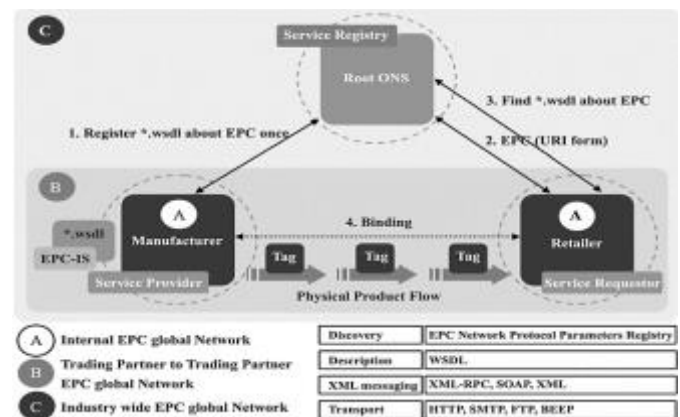 C
Service Registry
Root ONS
3. Find *.wsdl about EPC
1. Register *.wsdl about EPC once
2. EPC (URI form)
B
A
A
4. Binding
*.wsdl
Manufacturer
Retailer
EPC-IS
Tag
Tag
Tag
Service Provider
Service Requestor
Physical Product Flow
A Internal EPC global Network
B Trading Partner to Trading Partner
EPC global Network
C Industry wide EPC global Network
Discovery EPC Network Protocol Parameters Registry
Description WSDL
XML messaging XML-RPC, SOAP, XML
Transport HTTP, SMTP, FTP, BEEP